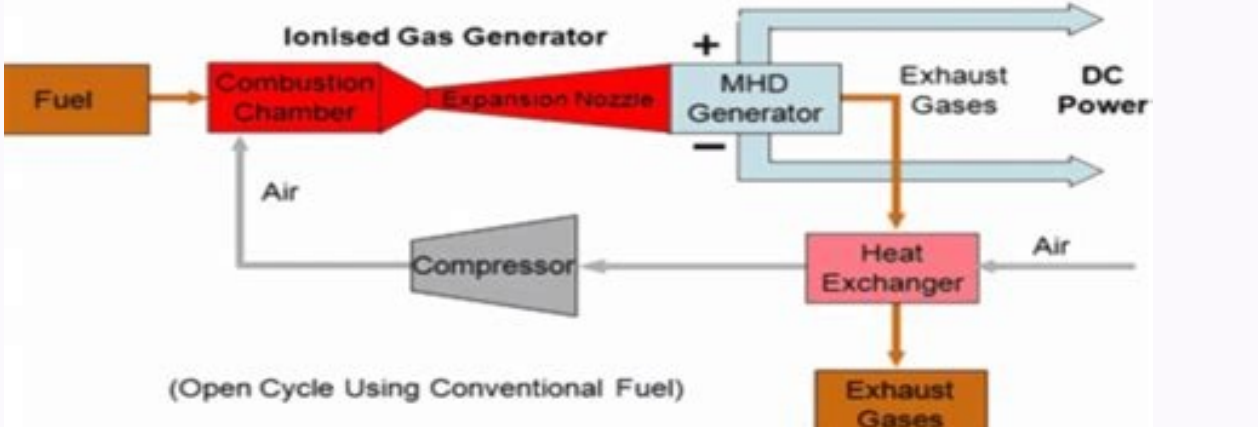 Ionised Gas Generator
Fuel
Combustion
Chamber
Expansion Nozzle
+
MHD
Generator
−
Exhaust
Gases
DC
Power
Air
Compressor
Heat
Exchanger
Air
(Open Cycle Using Conventional Fuel)
Exhaust
Gases